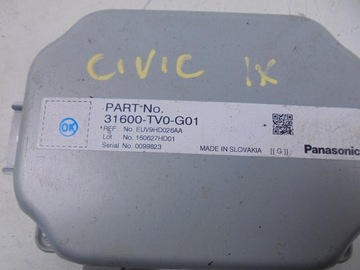 CIVIC IX
OK
PART No.
31600-TV0-G01
REF No. EUV9HD026AA
Lot No. 160627HD01
Serial No. 0099823
MADE IN SLOVAKIA [[G]] Panasonic